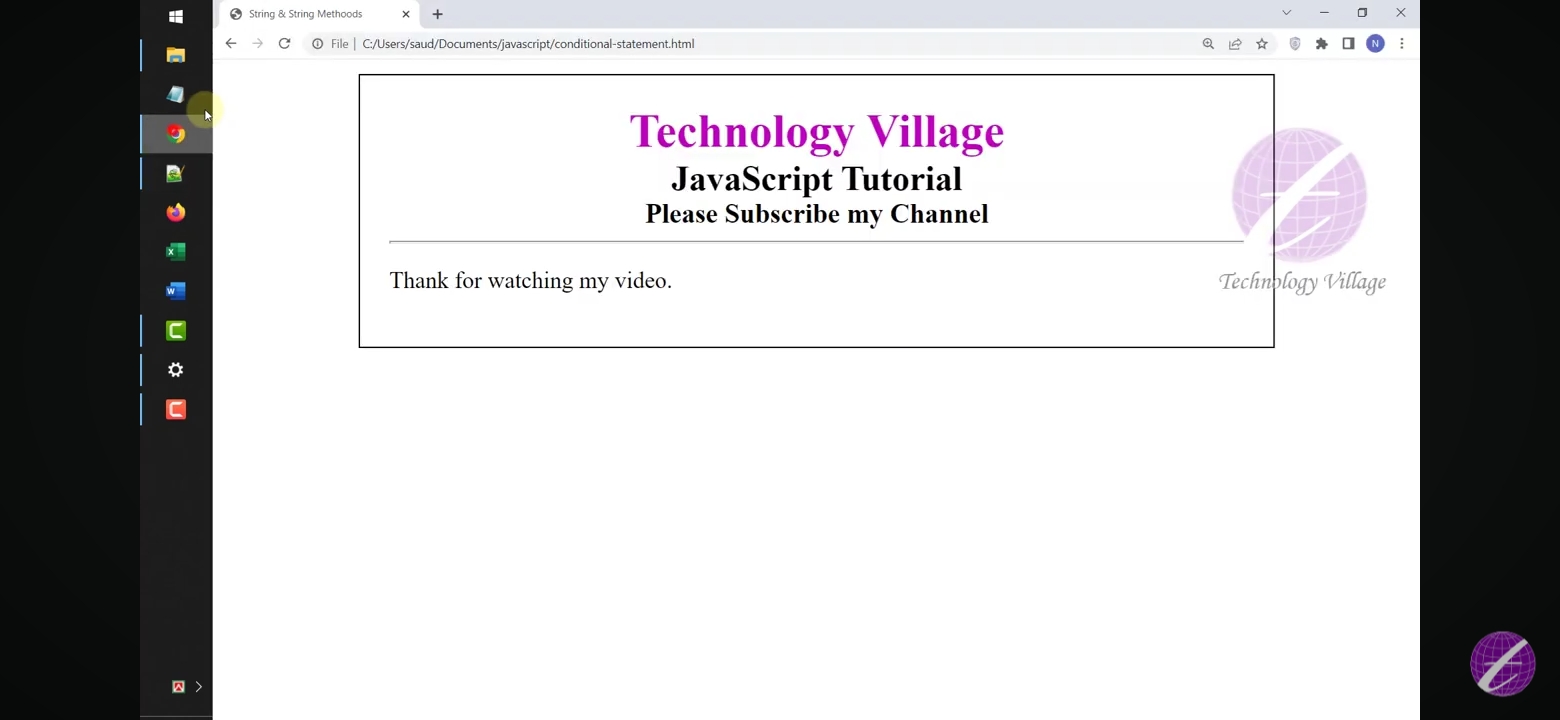 String & String Methoods
File
C:/Users/saud/Documents/javascript/conditional-statement.html
N
Technology Village
JavaScript Tutorial
Please Subscribe my Channel
Thank for watching my video.
Technology Village